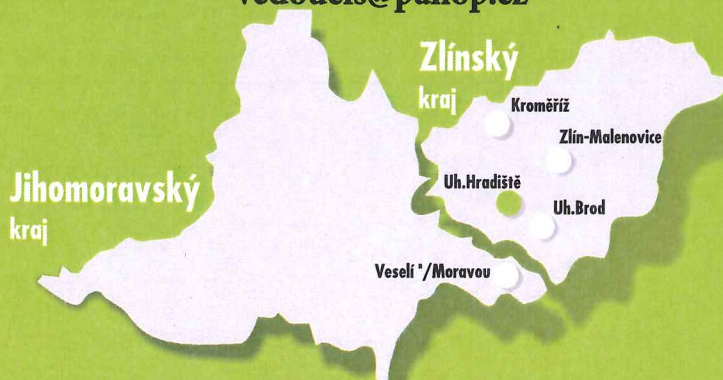 Zlínský
kraj
Kroměříž
Zlín-Malenovice
Jihomoravský
kraj
Uh.Hradiště
Uh.Brod
Veselí "/Moravou